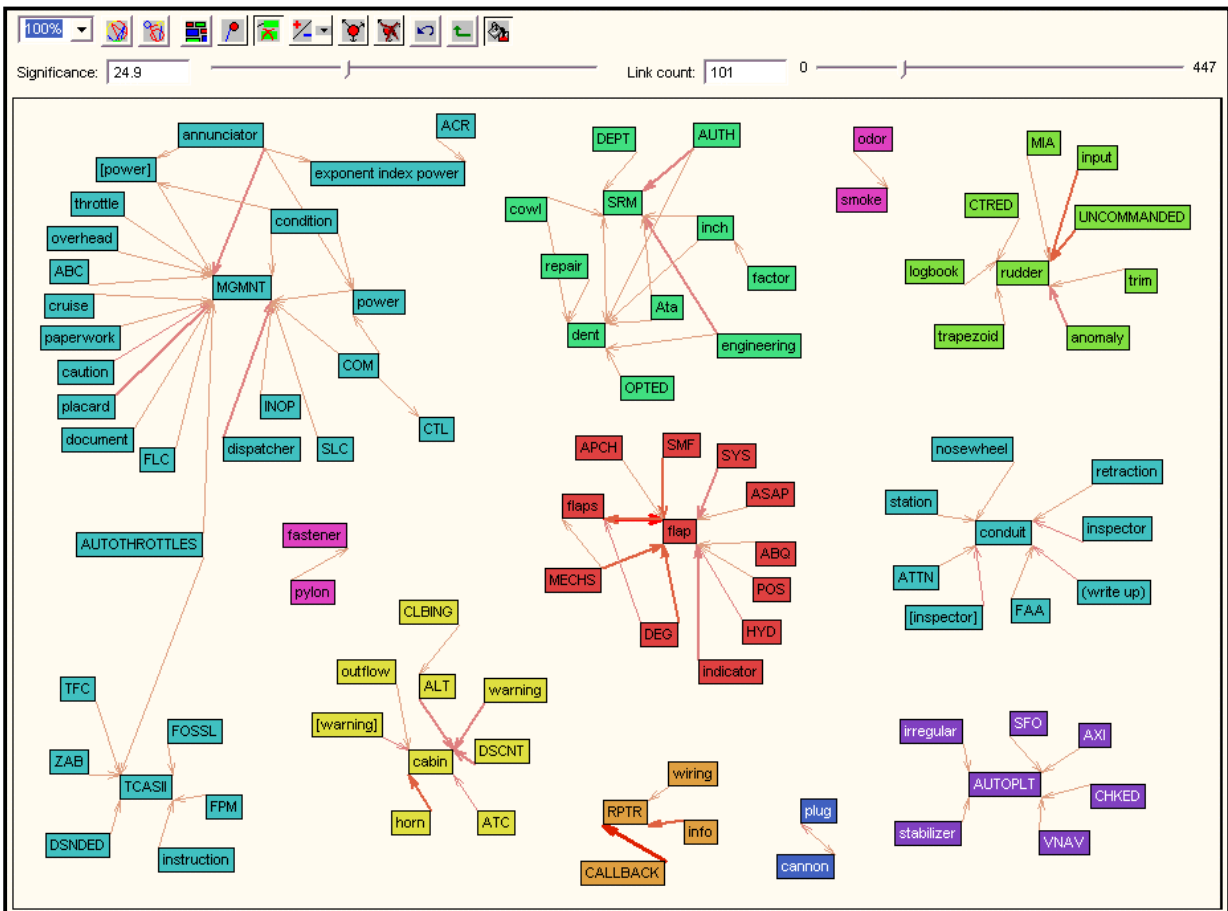 100%
Significance: 24.9 Link count: 101 0 447
annunciator
ACR
[power]
exponent index power
throttle
condition
overhead
ABC
MGMNT
cruise
power
paperwork
caution
COM
placard
INOP
document
CTL
FLC
dispatcher
SLC
AUTOTHROTTLES
DEPT
AUTH
cowl
SRM
inch
repair
factor
Ata
dent
engineering
OPTED
odor
smoke
MIA
input
CTRED
UNCOMMANDED
logbook
rudder
trim
trapezoid
anomaly
APCH
SMF
SYS
flaps
ASAP
flap
ABQ
MECHS
POS
DEG
HYD
indicator
nosewheel
retraction
station
conduit
inspector
ATTN
(write up)
[inspector]
FAA
fastener
pylon
CLBING
outflow
ALT
warning
[warning]
cabin
DSCNT
horn
ATC
TFC
FOSSL
ZAB
TCASII
FPM
DSNDED
instruction
wiring
RPTR
info
CALLBACK
plug
cannon
irregular
SFO
AXI
AUTOPLT
CHKED
stabilizer
VNAV